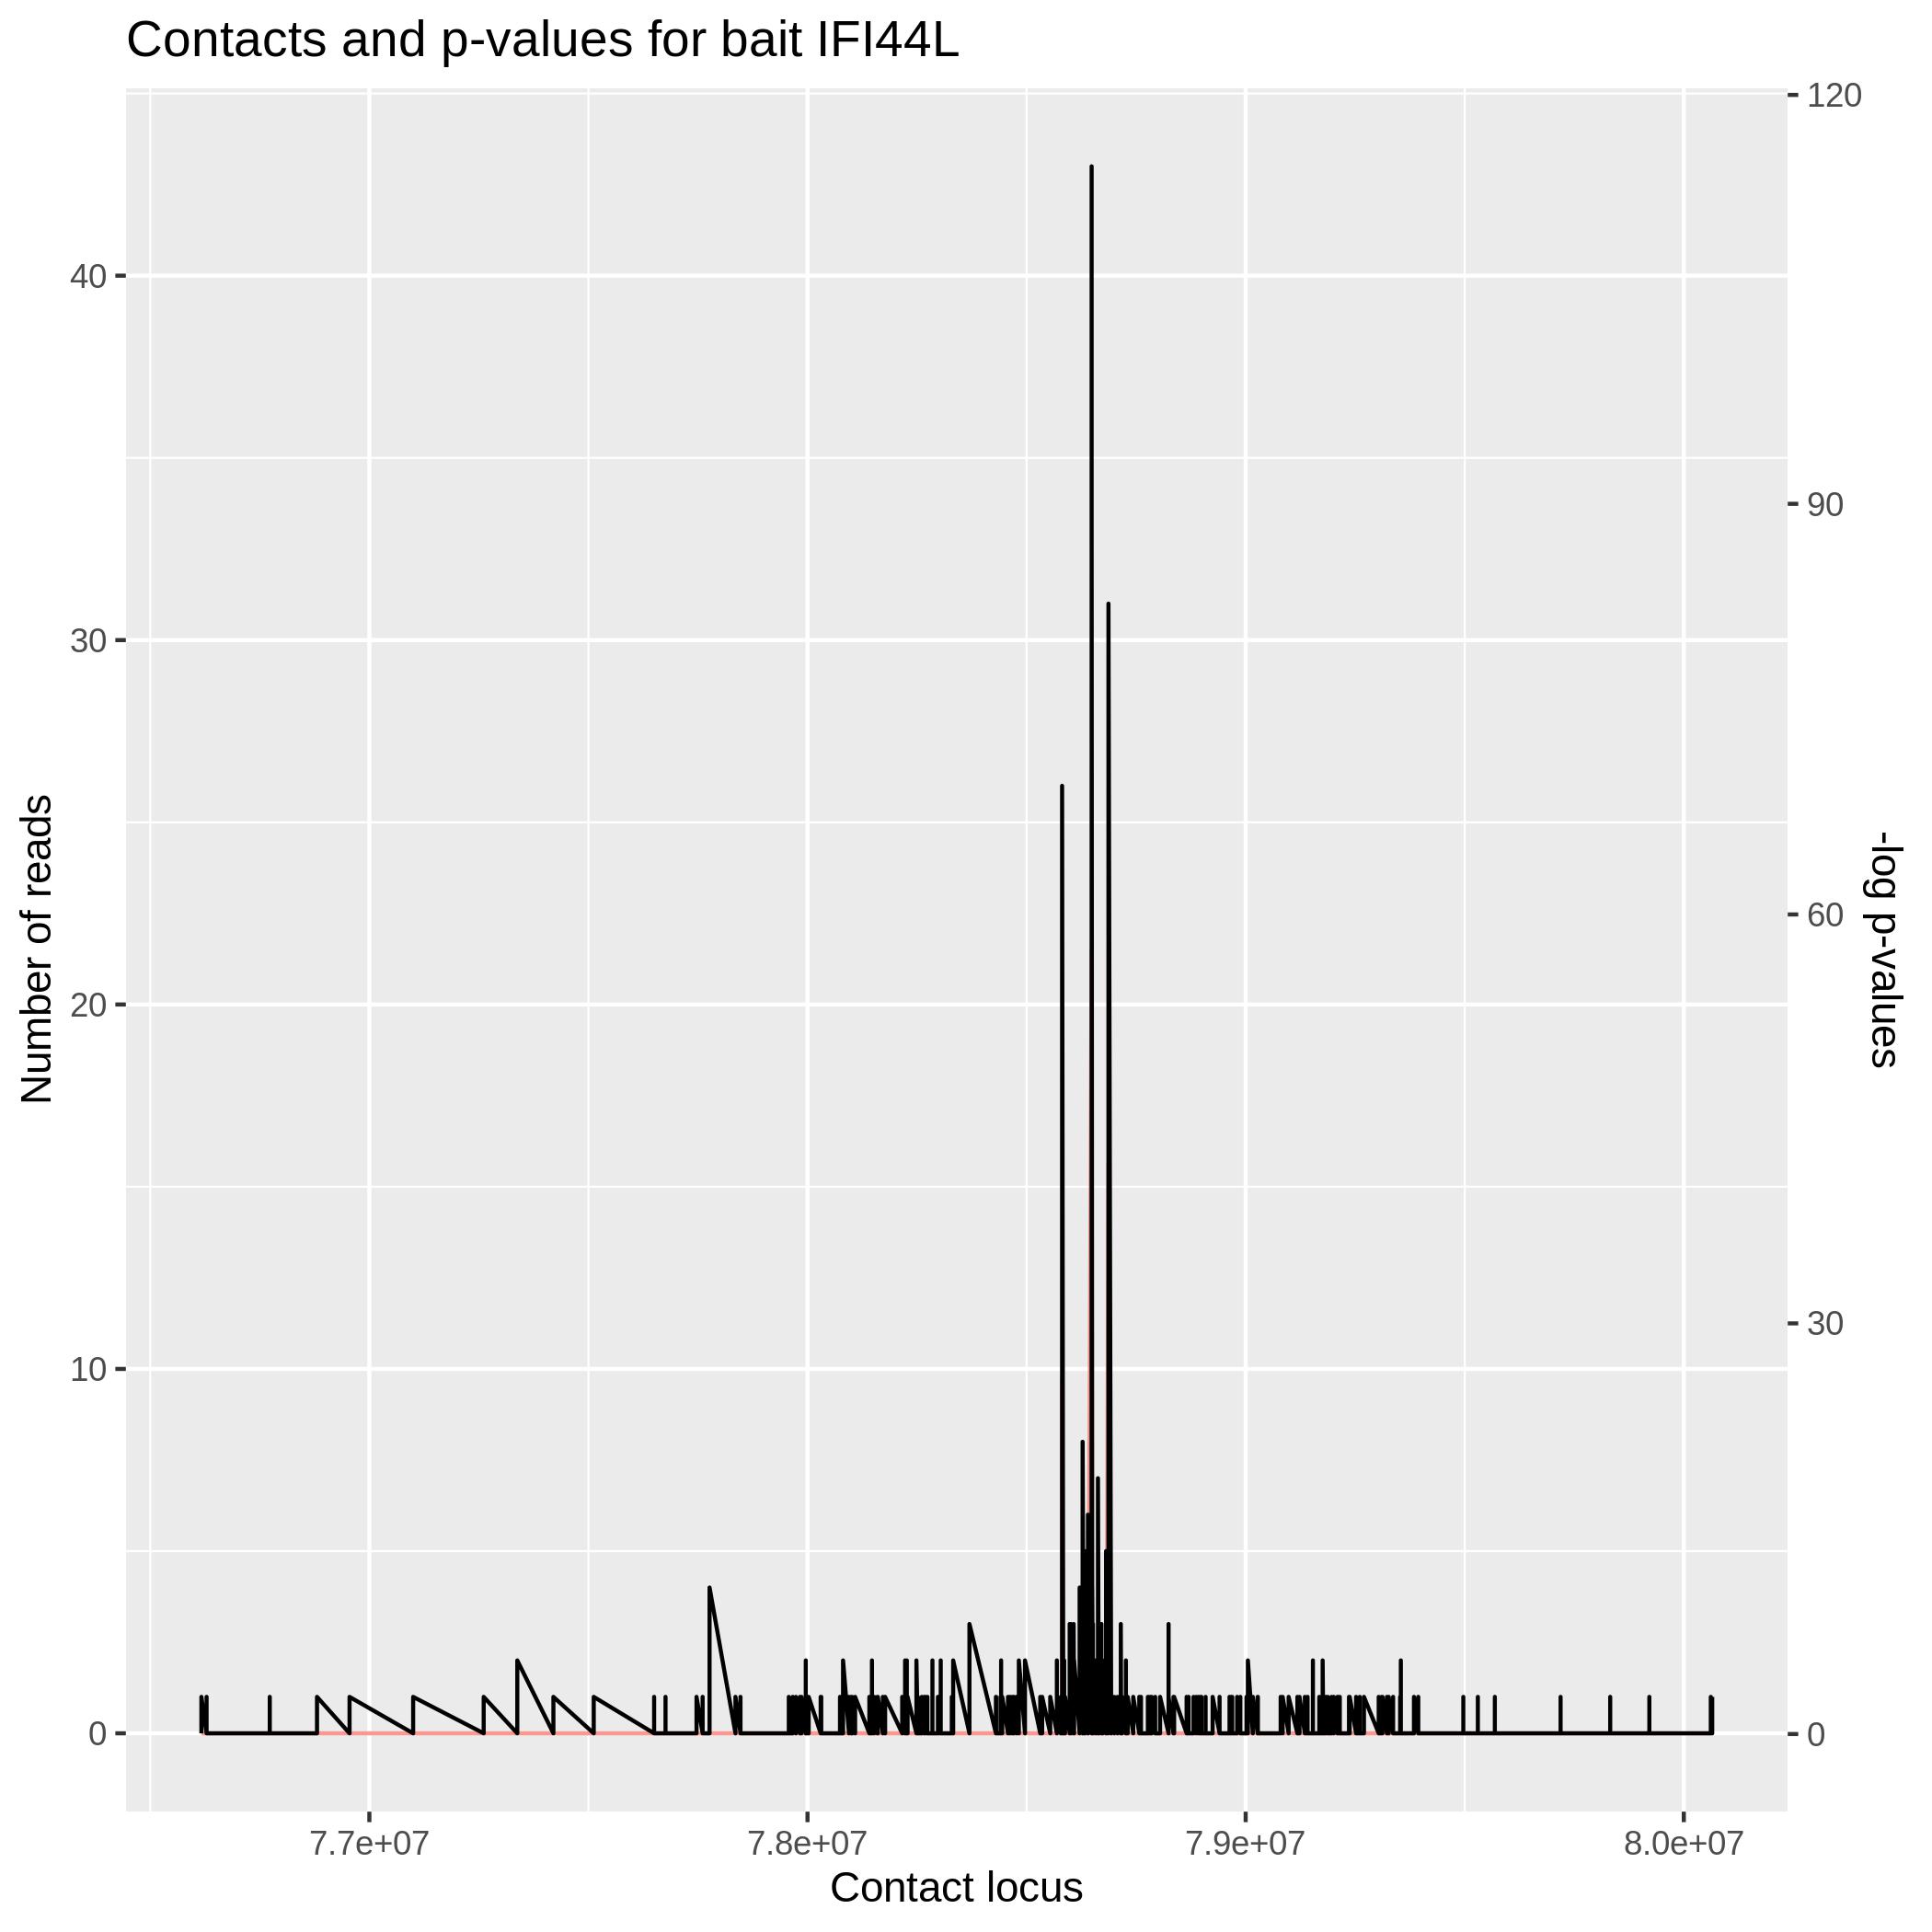 Contacts and p-values for bait IFI44L
Number of reads
40
30
20
10
0
120
90
60
30
0
-log p-values
7.7e+07
7.8e+07
7.9e+07
8.0e+07
Contact locus